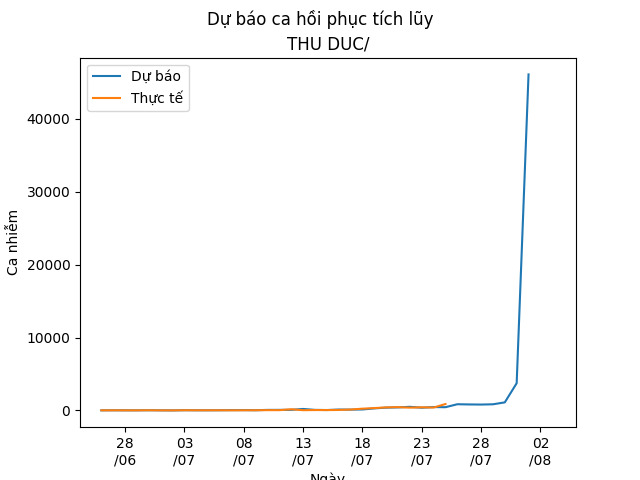 Dự báo ca hồi phục tích lũy
THU DUC/
Dự báo
Thực tế
Ca nhiễm
40000
30000
20000
10000
0
28 03 08 13 18 23 28 02
/06 /07 /07 /07 /07 /07 /07 /08
Ngày